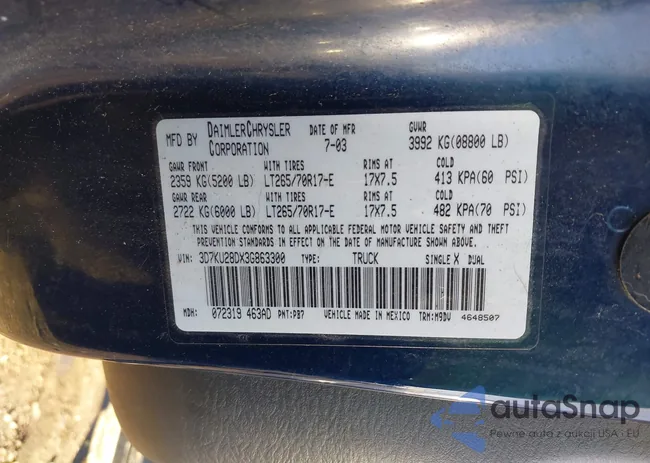 MFD BY DAIMLERCHRYSLER CORPORATION DATE OF MFR 7-03 GVWR 3992 KG(08800 LB)
GAWR FRONT WITH TIRES RIMS AT COLD
2359 KG(5200 LB) LT265/70R17-E 17X7.5 413 KPA(60 PSI)
GAWR REAR WITH TIRES RIMS AT COLD
2722 KG(6000 LB) LT265/70R17-E 17X7.5 482 KPA(70 PSI)
THIS VEHICLE CONFORMS TO ALL APPLICABLE FEDERAL MOTOR VEHICLE SAFETY AND THEFT
PREVENTION STANDARDS IN EFFECT ON THE DATE OF MANUFACTURE SHOWN ABOVE.
VIN: 3D7KU28DX3G863300 TYPE: TRUCK SINGLE X DUAL
MDH: 072319 463AD PNT:PB7 VEHICLE MADE IN MEXICO TRM:M9DV 4648507
autoSnap
Pewne auta z aukcji USA i EU